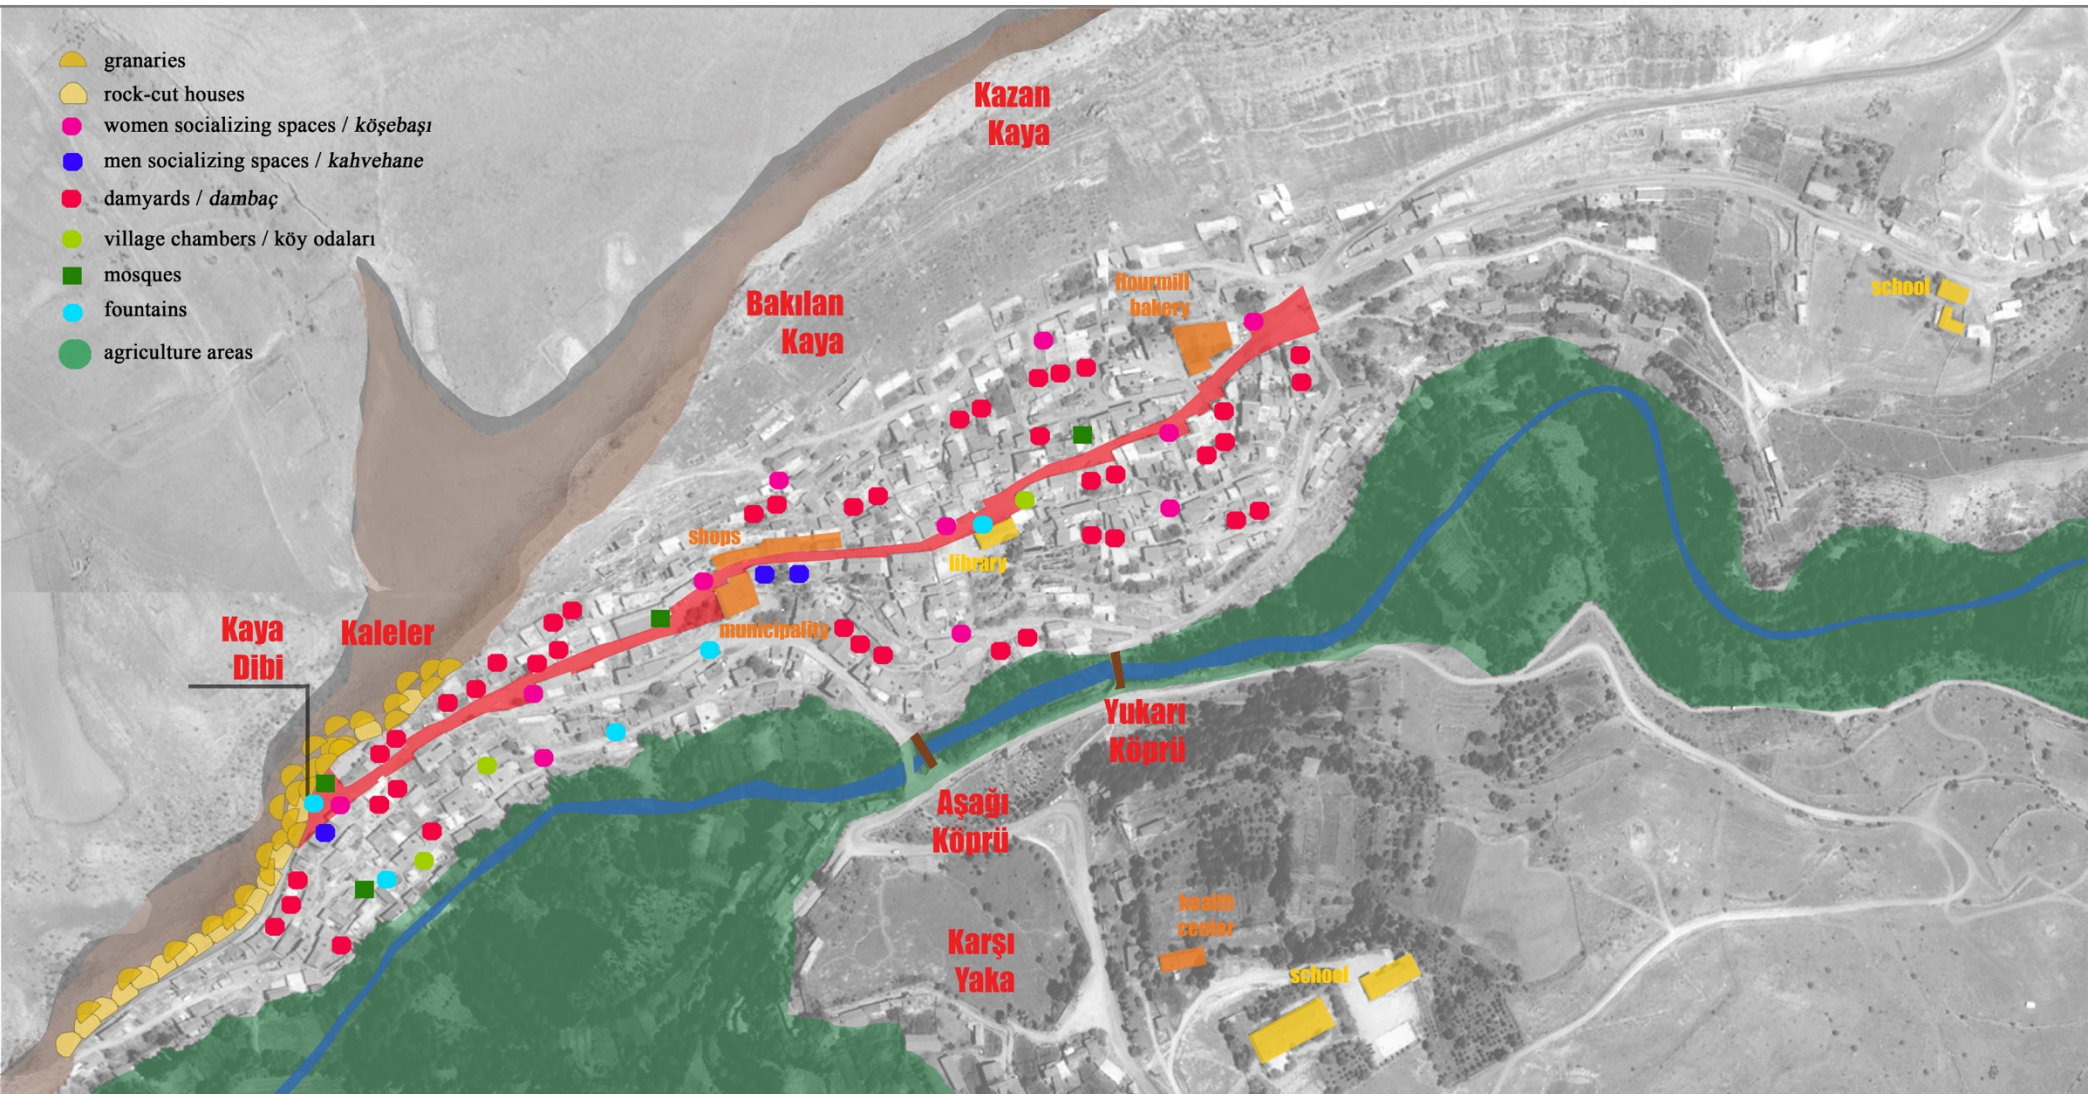 granaries
rock-cut houses
women socializing spaces / köşebaşı
men socializing spaces / kahvehane
damyards / dambaç
village chambers / köy odaları
mosques
fountains
agriculture areas
Kazan
Kaya
Bakılan
Kaya
flourmill
bakery
school
shops
library
municipality
Kaya
Dibi
Kaleler
Yukarı
Köprü
Aşağı
Köprü
health
center
Karşı
Yaka
school